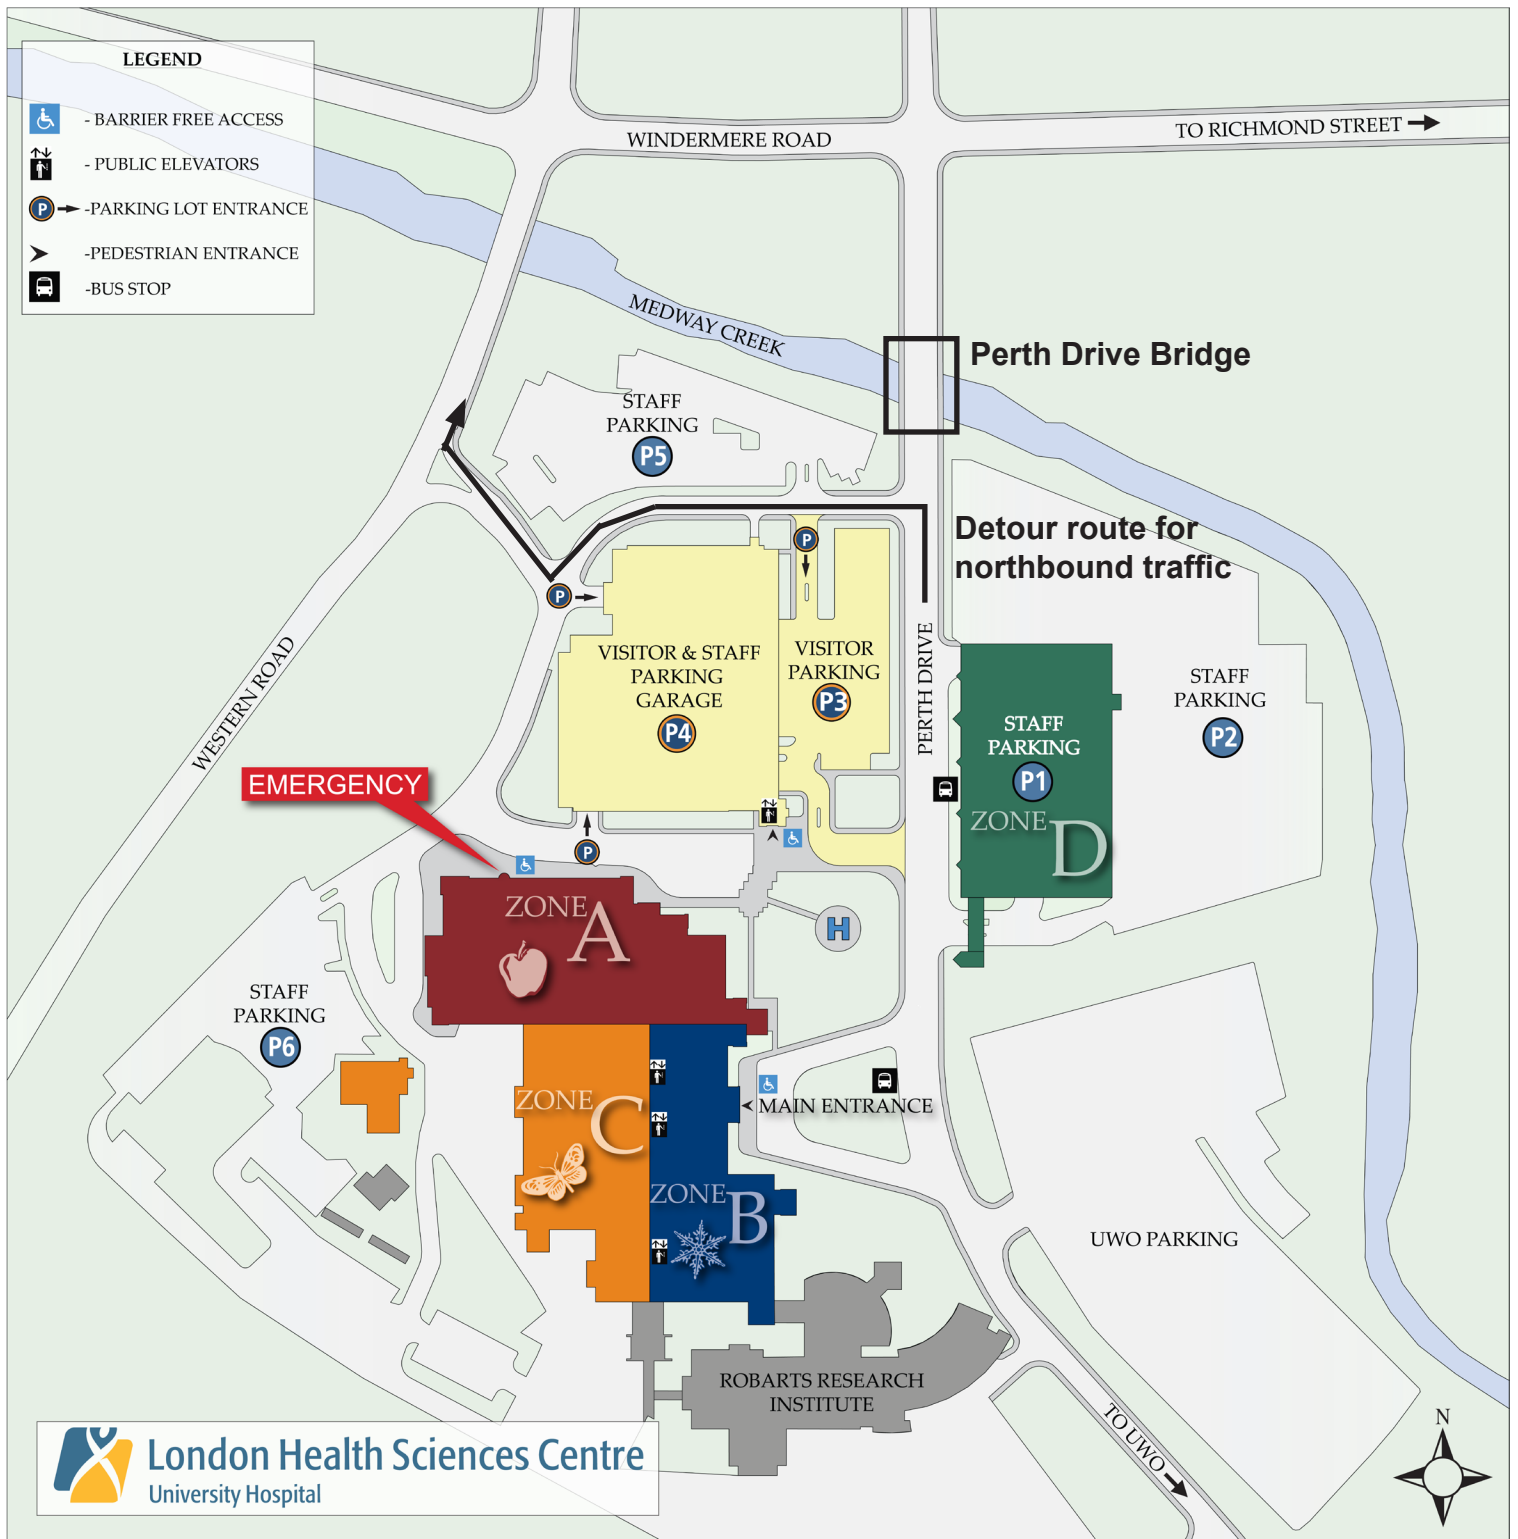 LEGEND
- BARRIER FREE ACCESS
- PUBLIC ELEVATORS
P
-PARKING LOT ENTRANCE
-PEDESTRIAN ENTRANCE
-BUS STOP
WINDERMERE ROAD
TO RICHMOND STREET
MEDWAY CREEK
Perth Drive Bridge
STAFF
PARKING
P5
Detour route for
northbound traffic
P
P
WESTERN ROAD
VISITOR & STAFF
PARKING
GARAGE
P4
VISITOR
PARKING
P3
PERTH DRIVE
STAFF
PARKING
P1
ZONE D
STAFF
PARKING
P2
EMERGENCY
P
ZONE A
H
STAFF
PARKING
P6
ZONE C
MAIN ENTRANCE
ZONE B
UWO PARKING
ROBARTS RESEARCH
INSTITUTE
TO UWO
N
London Health Sciences Centre
University Hospital